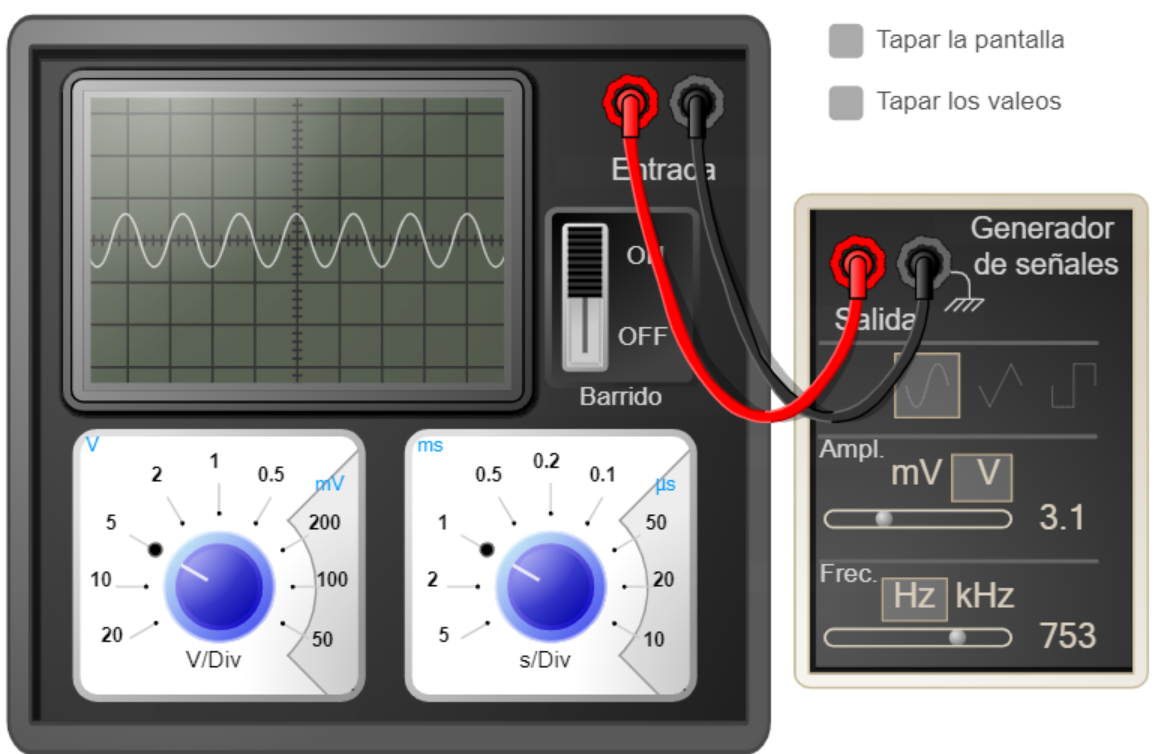 Tapar la pantalla
Tapar los valeos
Entrada
ON
OFF
Barrido
Generador
de señales
Salida
Ampl.
mV V
3.1
Frec.
Hz kHz
753
V
2
1
0.5
mV
5
200
10
100
20
50
V/Div
ms
0.5
0.2
0.1
µs
1
50
2
20
5
10
s/Div